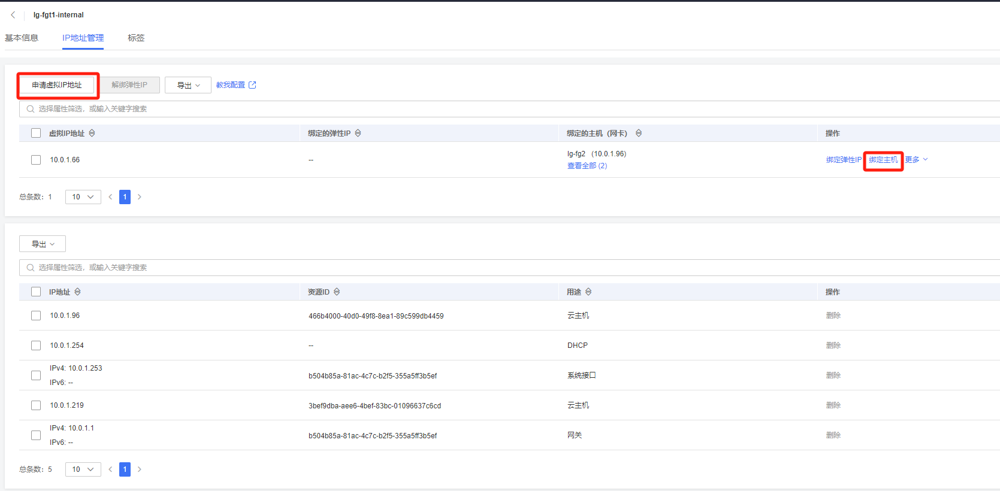 lg-fgt1-internal
基本信息 IP地址管理 标签
申请虚拟IP地址 解绑弹性IP 导出 教我配置
选择属性筛选，或输入关键字搜索
虚拟IP地址 绑定的弹性IP 绑定的主机（网卡） 操作
10.0.1.66 -- lg-fg2 （10.0.1.96) 绑定弹性IP 绑定主机 更多
查看全部 (2)
总条数：1 10 1
导出
选择属性筛选，或输入关键字搜索
IP地址 资源ID 用途 操作
10.0.1.96 466b4000-40d0-49f8-8ea1-89c599db4459 云主机 删除
10.0.1.254 -- DHCP 删除
IPv4: 10.0.1.253
IPv6: -- b504b85a-81ac-4c7c-b2f5-355a5ff3b5ef 系统接口 删除
10.0.1.219 3bef9dba-aee6-4bef-83bc-01096637c6cd 云主机 删除
IPv4: 10.0.1.1
IPv6: -- b504b85a-81ac-4c7c-b2f5-355a5ff3b5ef 网关 删除
总条数：5 10 1